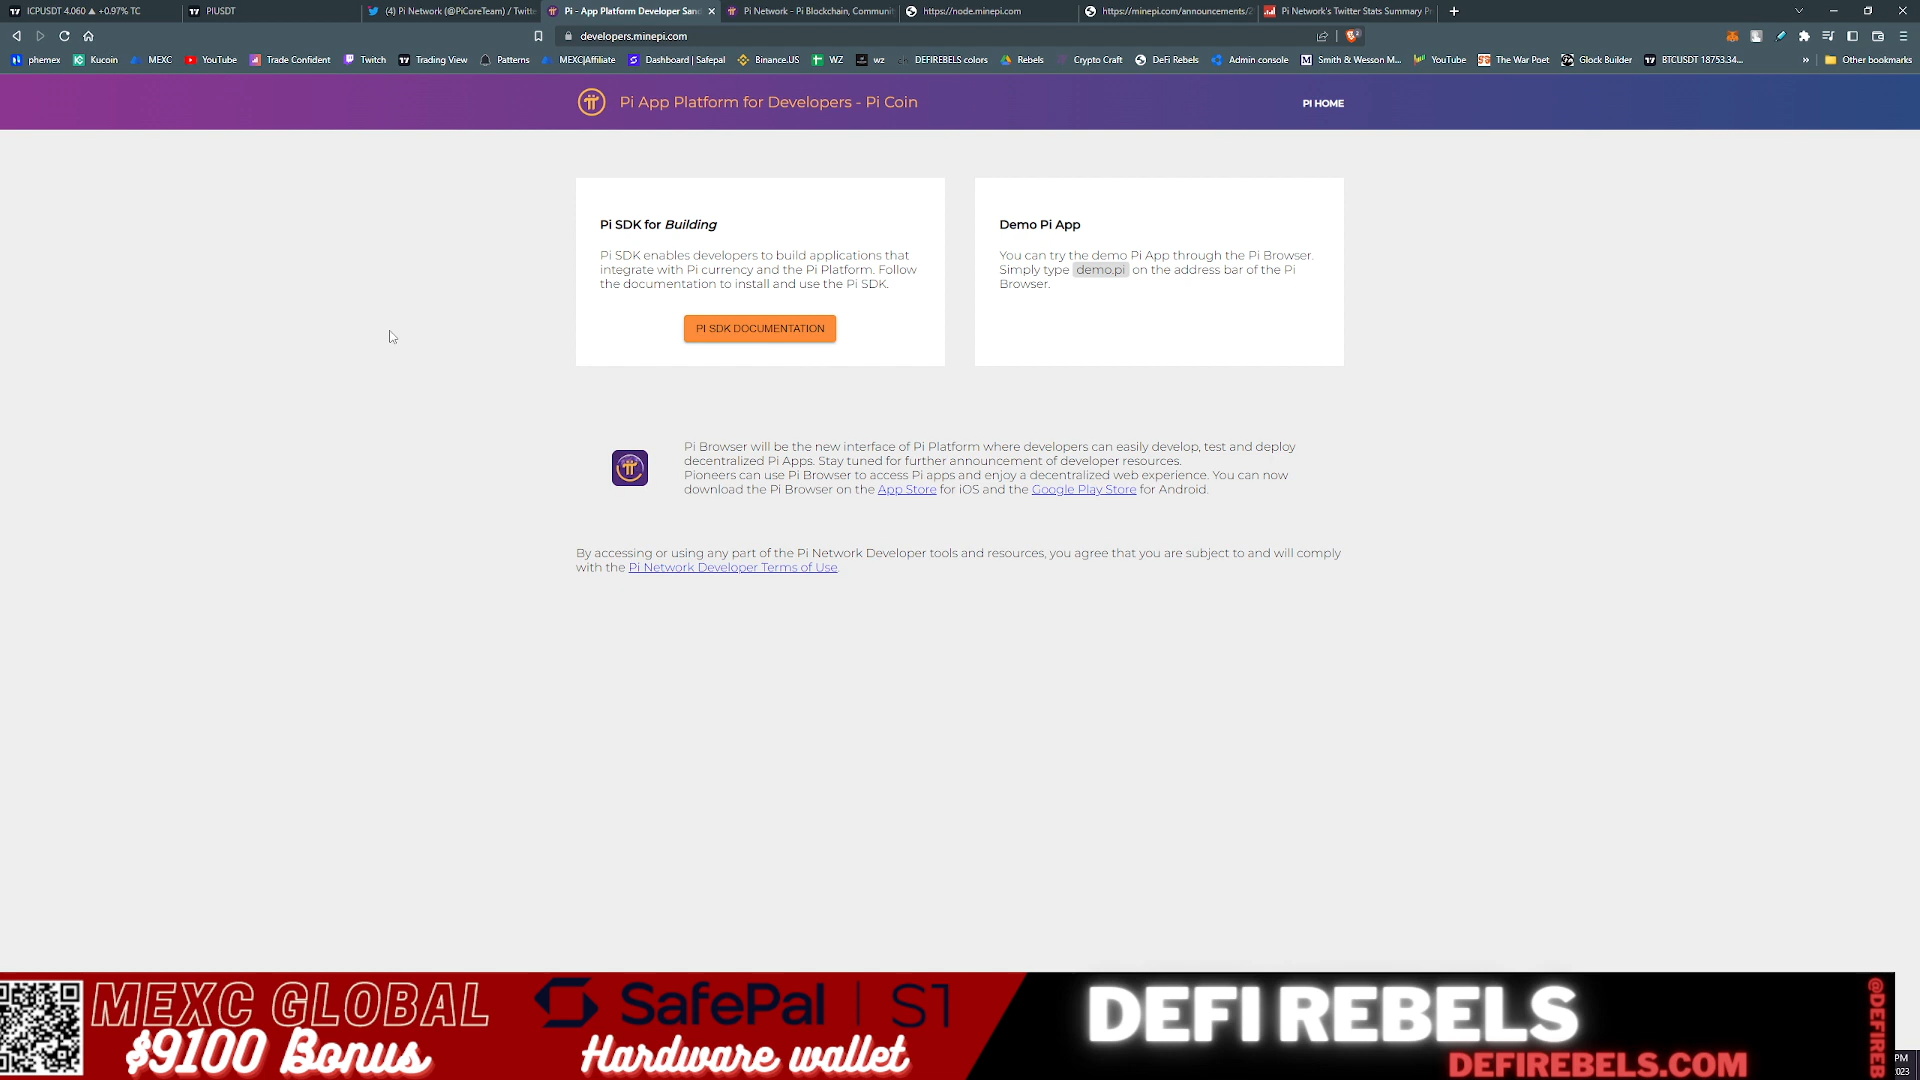 ICPUSDT 4.060 ▲ +0.97% TC
PIUSDT
(4) Pi Network (@PiCoreTeam) / Twitte
Pi - App Platform Developer San
Pi Network - Pi Blockchain, Communi
https://node.minepi.com
https://minepi.com/announcements/2
Pi Network's Twitter Stats Summary P
developers.minepi.com
phemex
Kucoin
MEXC
YouTube
Trade Confident
Twitch
Trading View
Patterns
MEXC|Affiliate
Dashboard | Safepal
Binance.US
WZ
wz
DEFIREBELS colors
Rebels
Crypto Craft
DeFi Rebels
Admin console
Smith & Wesson M...
YouTube
The War Poet
Glock Builder
BTCUSDT 18753.34...
»
Other bookmarks
Pi App Platform for Developers - Pi Coin
PI HOME
Pi SDK for Building
Pi SDK enables developers to build applications that
integrate with Pi currency and the Pi Platform. Follow
the documentation to install and use the Pi SDK.
PI SDK DOCUMENTATION
Demo Pi App
You can try the demo Pi App through the Pi Browser.
Simply type demo.pi on the address bar of the Pi
Browser.
Pi Browser will be the new interface of Pi Platform where developers can easily develop, test and deploy
decentralized Pi Apps. Stay tuned for further announcement of developer resources.
Pioneers can use Pi Browser to access Pi apps and enjoy a decentralized web experience. You can now
download the Pi Browser on the App Store for iOS and the Google Play Store for Android.
By accessing or using any part of the Pi Network Developer tools and resources, you agree that you are subject to and will comply
with the Pi Network Developer Terms of Use.
MEXC GLOBAL
$9100 Bonus
SafePal | S1
Hardware wallet
DEFI REBELS
DEFIREBELS.COM
@DEFIREB
PM
2023